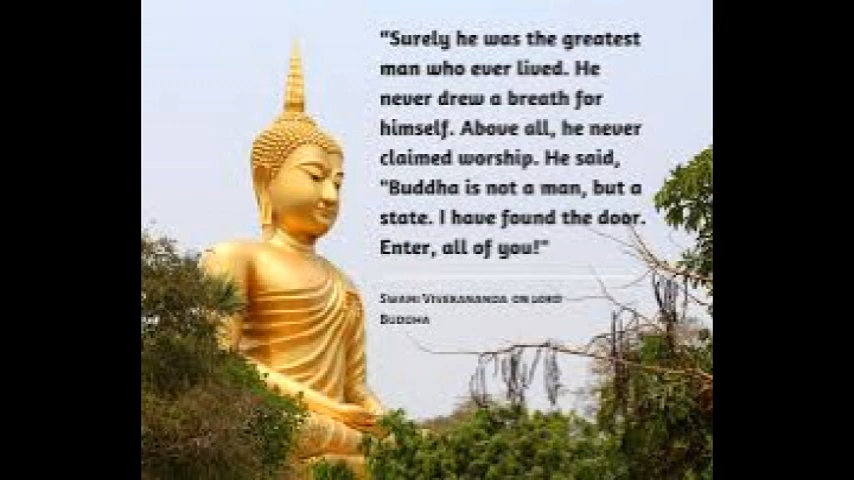 "Surely he was the greatest
man who ever lived. He
never drew a breath for
himself. Above all, he never
claimed worship. He said,
"Buddha is not a man, but a
state. I have found the door.
Enter, all of you!"
Swami Vivekananda on Lord
Buddha